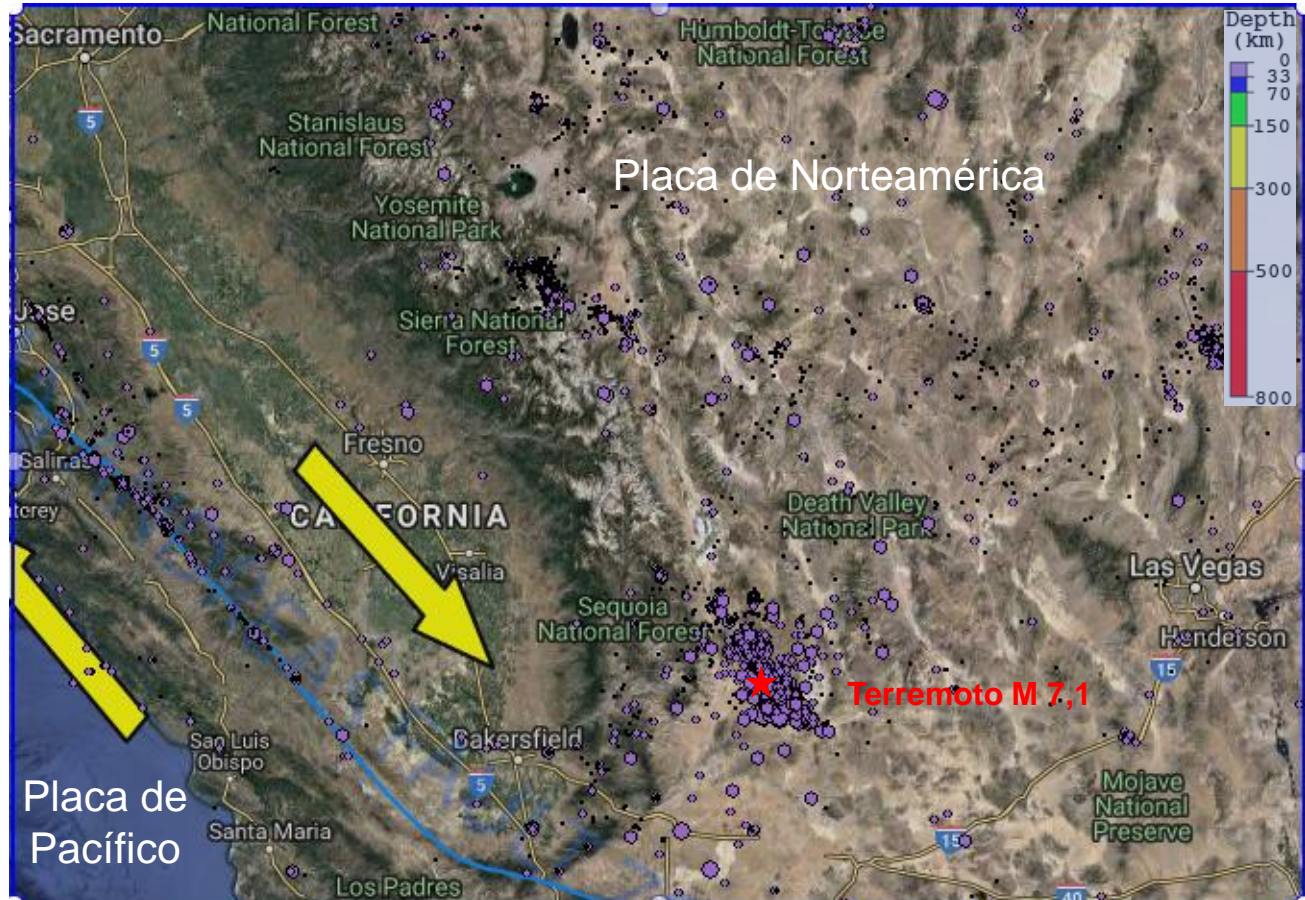 National Forest
Sacramento
Humboldt-To
National Forest
Depth
(km)
0
33
70
150
300
500
800
5
Stanislaus
National Forest
Placa de Norteamérica
Yosemite
National Park
Jose
Sierra National
Forest
5
5
Fresno
Salinas
terey
CALIFORNIA
Death Valley
National Park
Visalia
Las Vegas
Sequoia
National Forest
Henderson
15
Terremoto M 7,1
San Luis
Obispo
Bakersfield
5
Placa de
Pacífico
Mojave
National
Preserve
Santa Maria
15
Los Padres
40